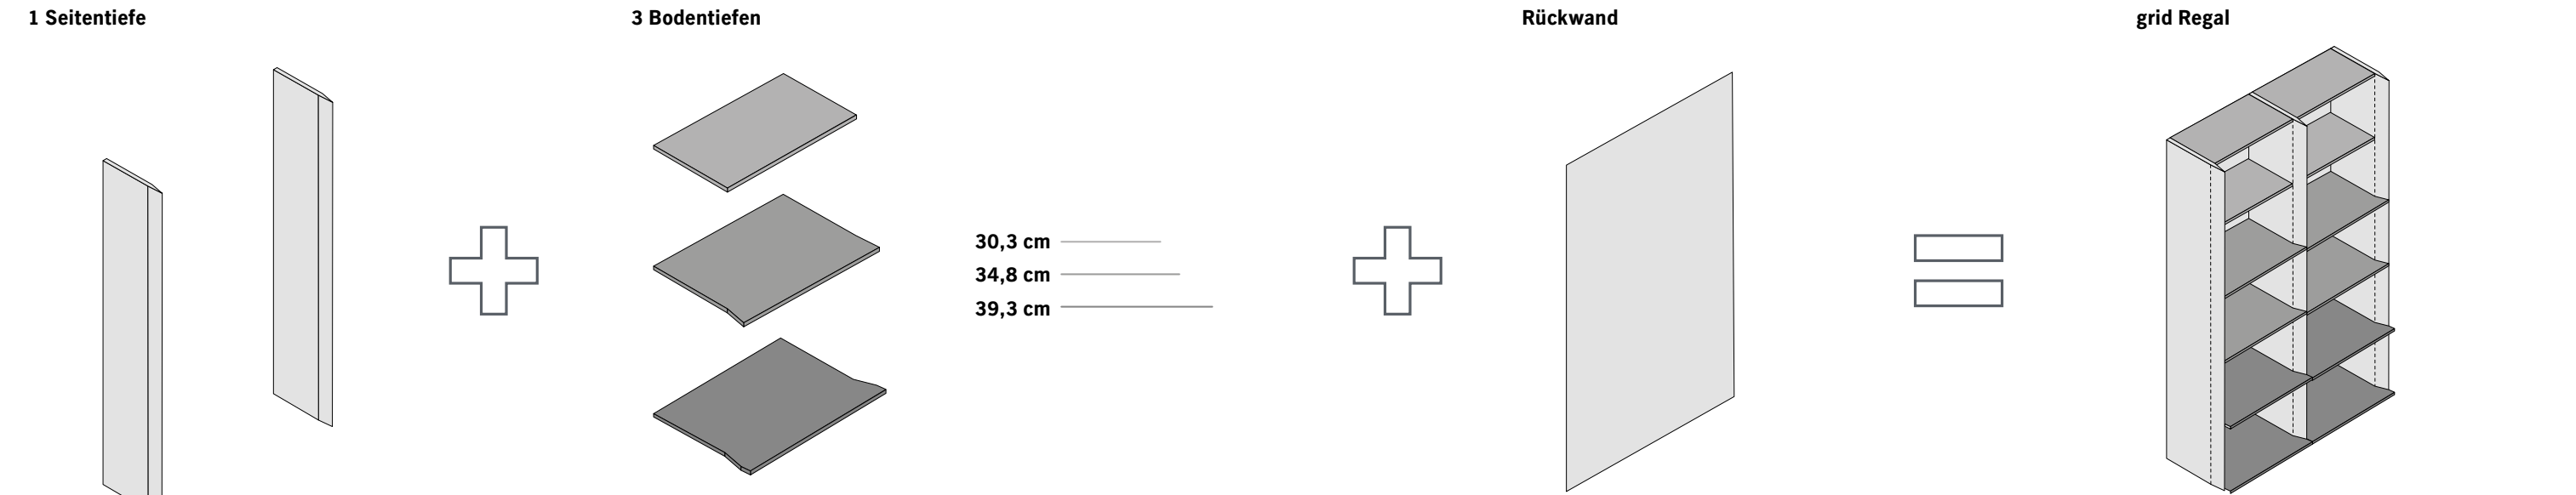 1 Seitentiefe
3 Bodentiefen
Rückwand
grid Regal
30,3 cm
34,8 cm
39,3 cm